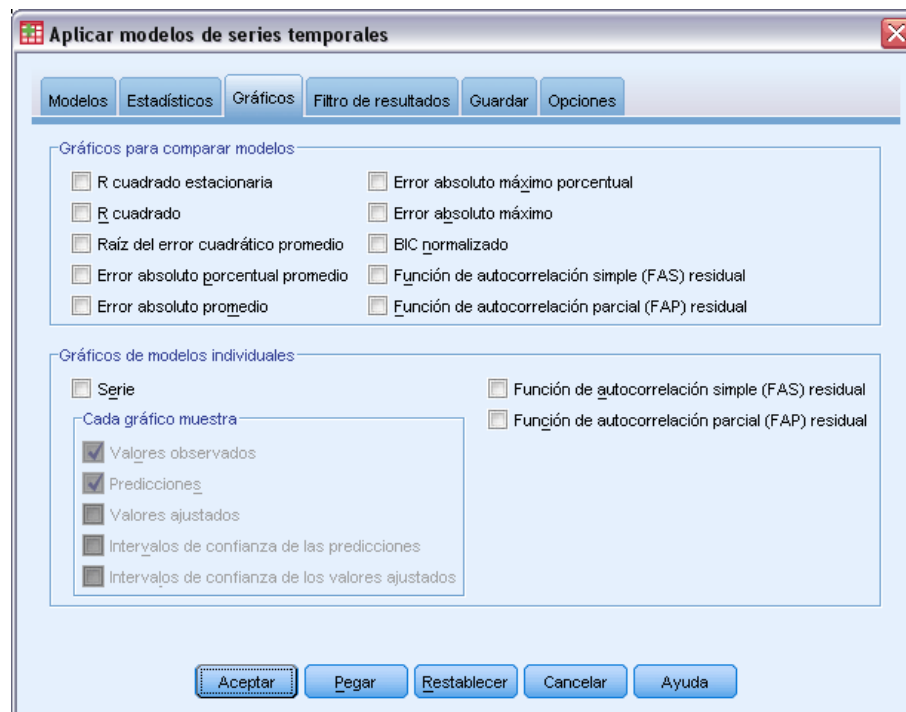 Aplicar modelos de series temporales
Modelos Estadísticos Gráficos Filtro de resultados Guardar Opciones
Gráficos para comparar modelos
R cuadrado estacionaria
R cuadrado
Raíz del error cuadrático promedio
Error absoluto porcentual promedio
Error absoluto promedio
Error absoluto máximo porcentual
Error absoluto máximo
BIC normalizado
Función de autocorrelación simple (FAS) residual
Función de autocorrelación parcial (FAP) residual
Gráficos de modelos individuales
Serie
Cada gráfico muestra
Valores observados
Predicciones
Valores ajustados
Intervalos de confianza de las predicciones
Intervalos de confianza de los valores ajustados
Función de autocorrelación simple (FAS) residual
Función de autocorrelación parcial (FAP) residual
Aceptar Pegar Restablecer Cancelar Ayuda